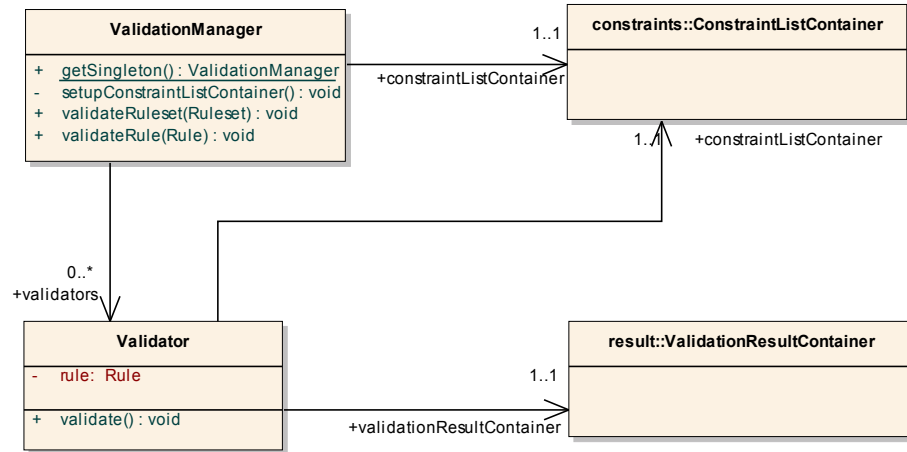 ValidationManager
+ getSingleton() : ValidationManager
- setupConstraintListContainer() : void
+ validateRuleset(Ruleset) : void
+ validateRule(Rule) : void
1..1
+constraintListContainer
constraints::ConstraintListContainer
1..1
+constraintListContainer
0..*
+validators
Validator
- rule: Rule
+ validate() : void
1..1
+validationResultContainer
result::ValidationResultContainer